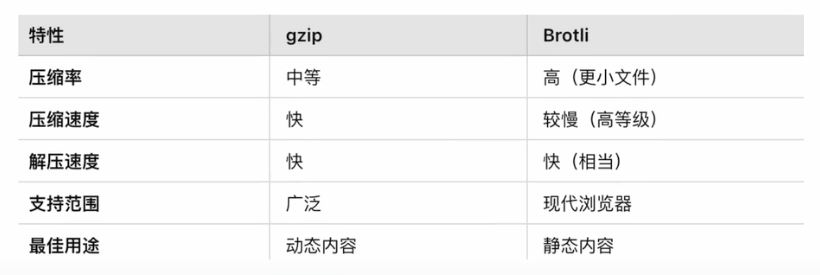 特性 gzip Brotli
压缩率 中等 高（更小文件）
压缩速度 快 较慢（高等级）
解压速度 快 快（相当）
支持范围 广泛 现代浏览器
最佳用途 动态内容 静态内容